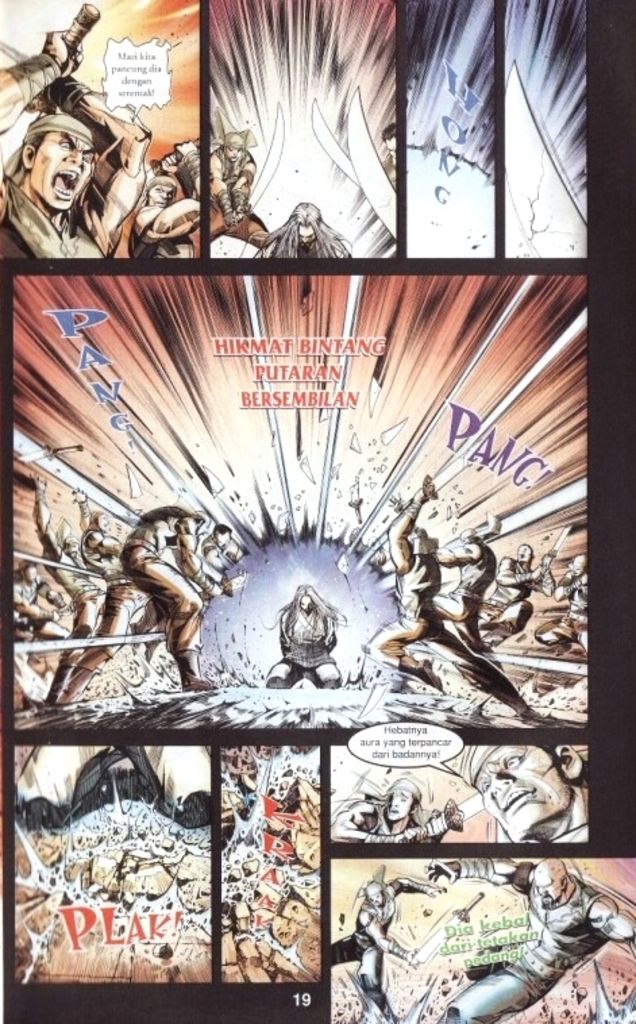 Mari kita
pancung dia
dengan
serentak!
HIKMAT BINTANG
PUTARAN
BERSEMBILAN
PANG!
PANG!
PLAK!
KRAAK
Hebatnya
aura yang terpancar
dari badannya!
Dia kebal
dari tetakan
pedang!
19